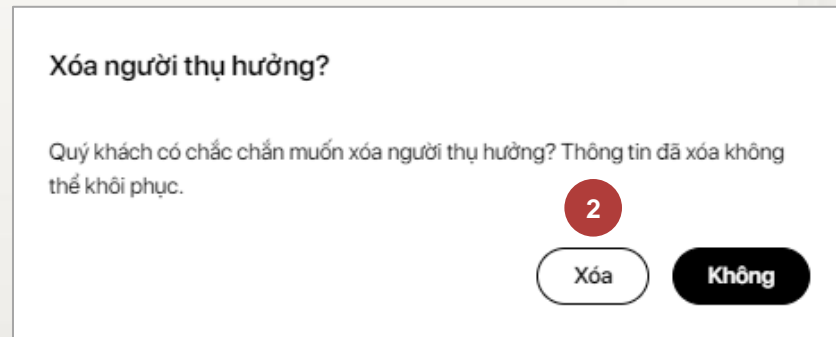 Xóa người thụ hưởng?
Quý khách có chắc chắn muốn xóa người thụ hưởng? Thông tin đã xóa không
thể khôi phục.
2
Xóa
Không